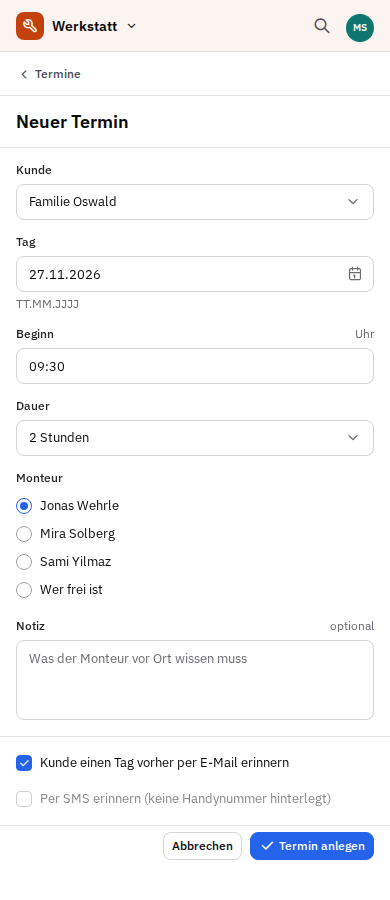 Werkstatt
MS
Termine
Neuer Termin
Kunde
Familie Oswald
Tag
27.11.2026
TT.MM.JJJJ
Beginn Uhr
09:30
Dauer
2 Stunden
Monteur
Jonas Wehrle
Mira Solberg
Sami Yilmaz
Wer frei ist
Notiz optional
Was der Monteur vor Ort wissen muss
Kunde einen Tag vorher per E-Mail erinnern
Per SMS erinnern (keine Handynummer hinterlegt)
Abbrechen Termin anlegen